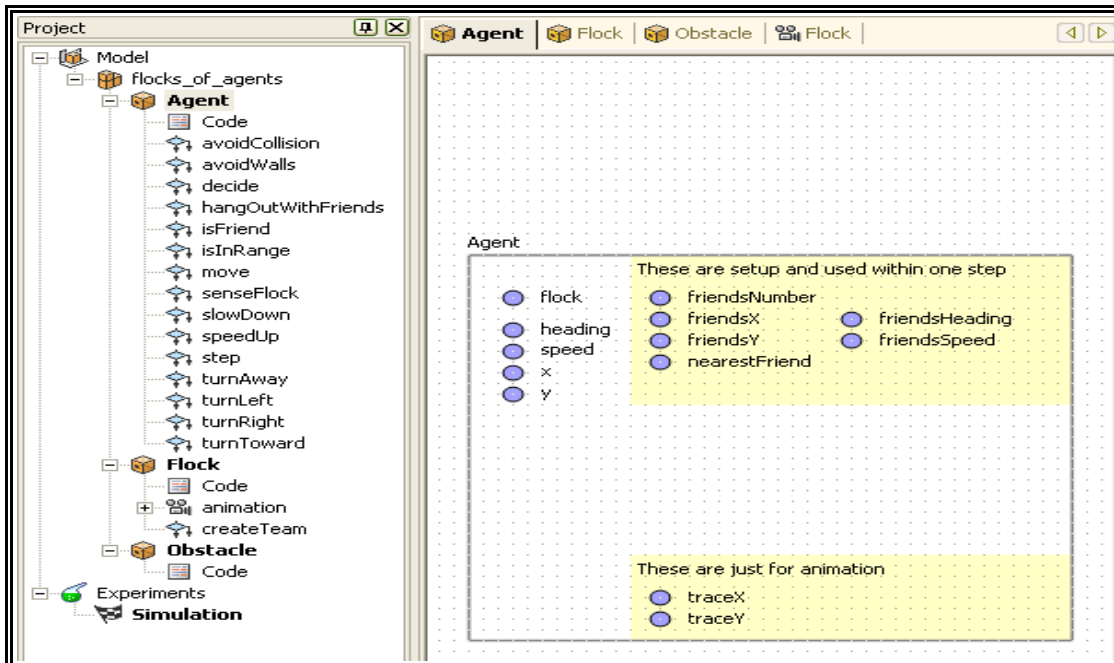 Project
Model
flocks_of_agents
Agent
Code
avoidCollision
avoidWalls
decide
hangOutWithFriends
isFriend
isInRange
move
senseFlock
slowDown
speedUp
step
turnAway
turnLeft
turnRight
turnToward
Flock
Code
animation
createTeam
Obstacle
Code
Experiments
Simulation
Agent Flock Obstacle Flock
Agent
These are setup and used within one step
flock friendsNumber
friendsX friendsHeading
heading
friendsY friendsSpeed
speed
nearestFriend
x
y
These are just for animation
traceX
traceY